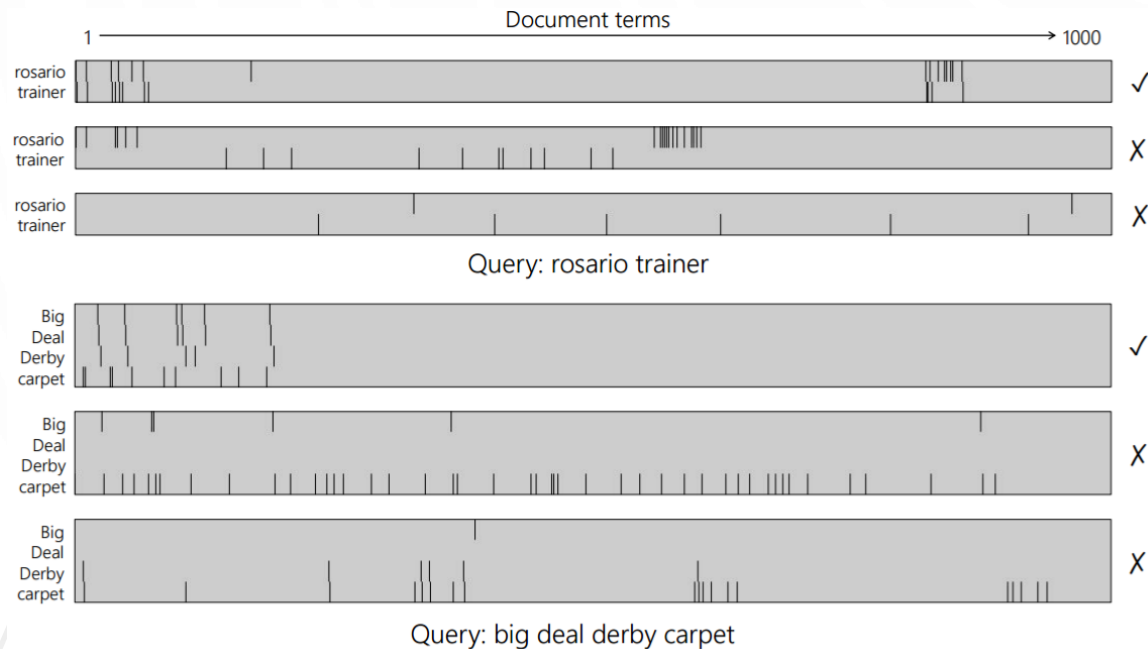 Document terms
1 1000
rosario
trainer
✓
rosario
trainer
✗
rosario
trainer
✗
Query: rosario trainer
Big
Deal
Derby
carpet
✓
Big
Deal
Derby
carpet
✗
Big
Deal
Derby
carpet
✗
Query: big deal derby carpet